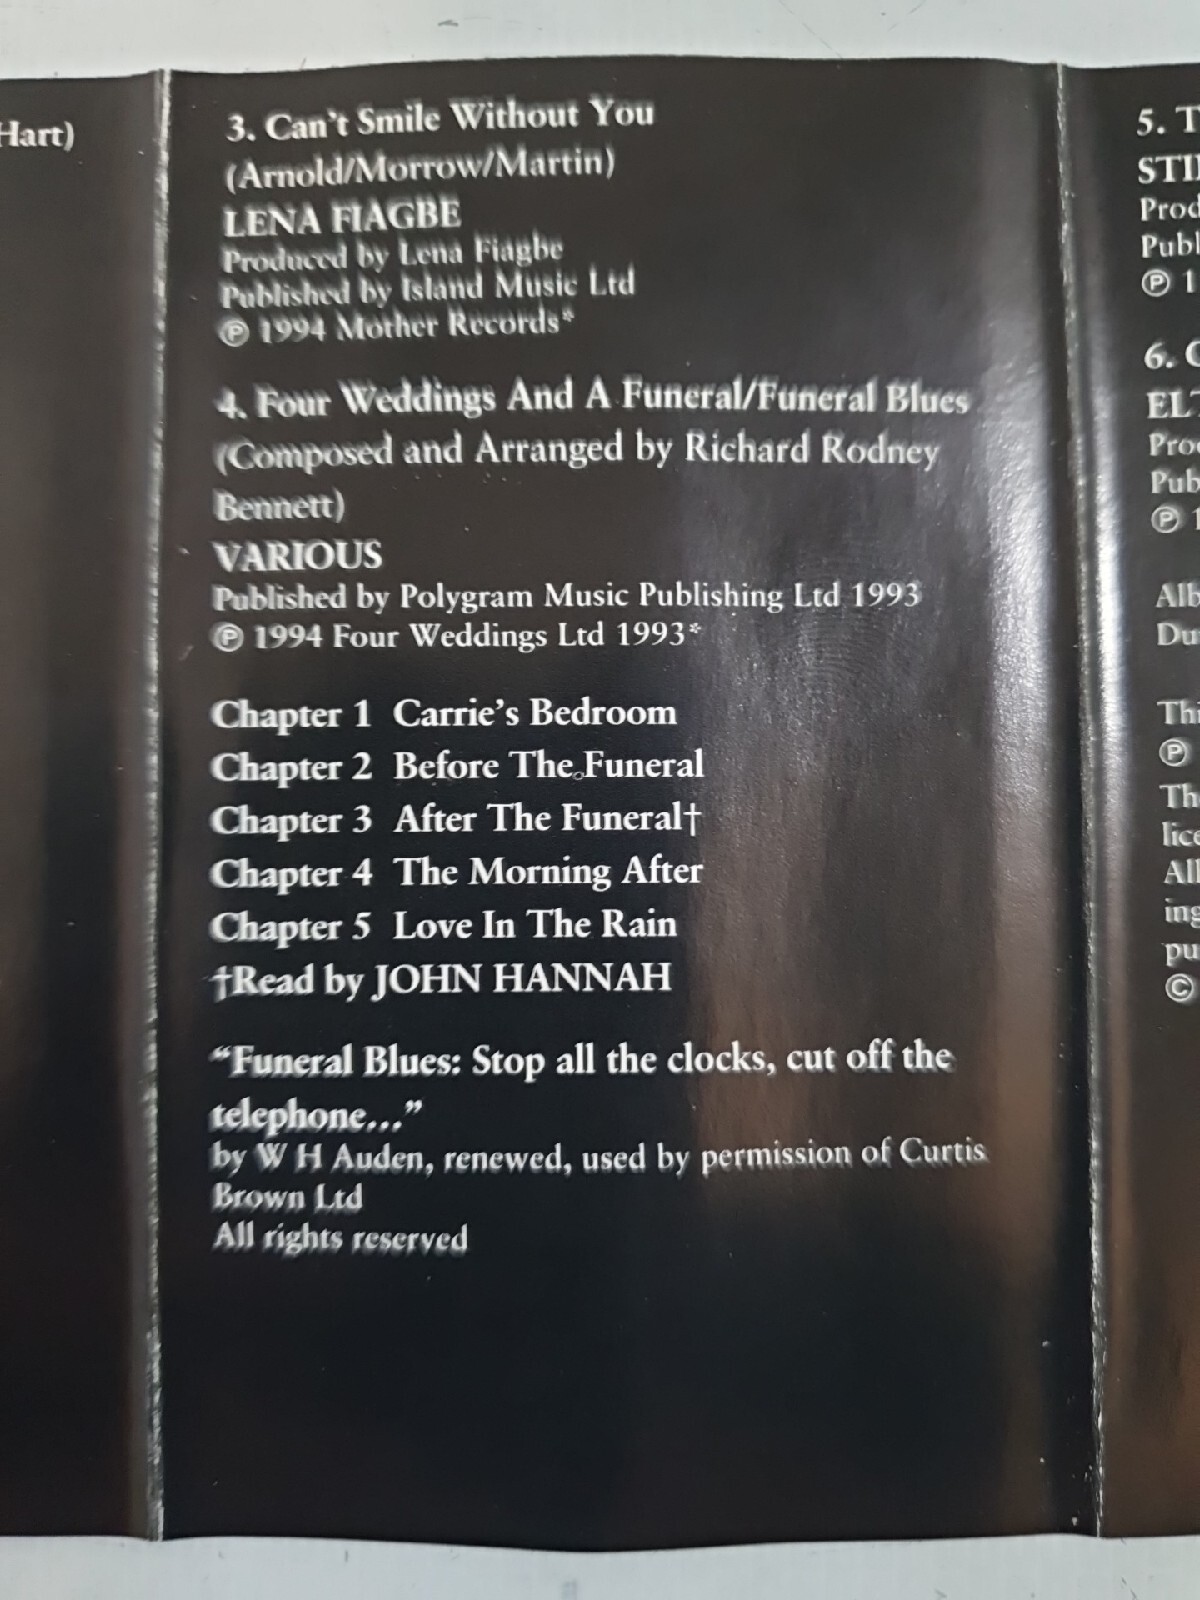 Hart)
3. Can't Smile Without You
(Arnold/Morrow/Martin)
LENA FIAGBE
Produced by Lena Fiagbe
Published by Island Music Ltd
℗ 1994 Mother Records*
4. Four Weddings And A Funeral/Funeral Blues
(Composed and Arranged by Richard Rodney
Bennett)
VARIOUS
Published by Polygram Music Publishing Ltd 1993
℗ 1994 Four Weddings Ltd 1993*
Chapter 1 Carrie's Bedroom
Chapter 2 Before The Funeral
Chapter 3 After The Funeral†
Chapter 4 The Morning After
Chapter 5 Love In The Rain
†Read by JOHN HANNAH
“Funeral Blues: Stop all the clocks, cut off the
telephone...”
by W H Auden, renewed, used by permission of Curtis
Brown Ltd
All rights reserved
5. T
Prod
Publ
℗ 1
6.
Pub
℗ 1
Alb
Du
Thi
℗
Th
lice
All
ing
pu
©